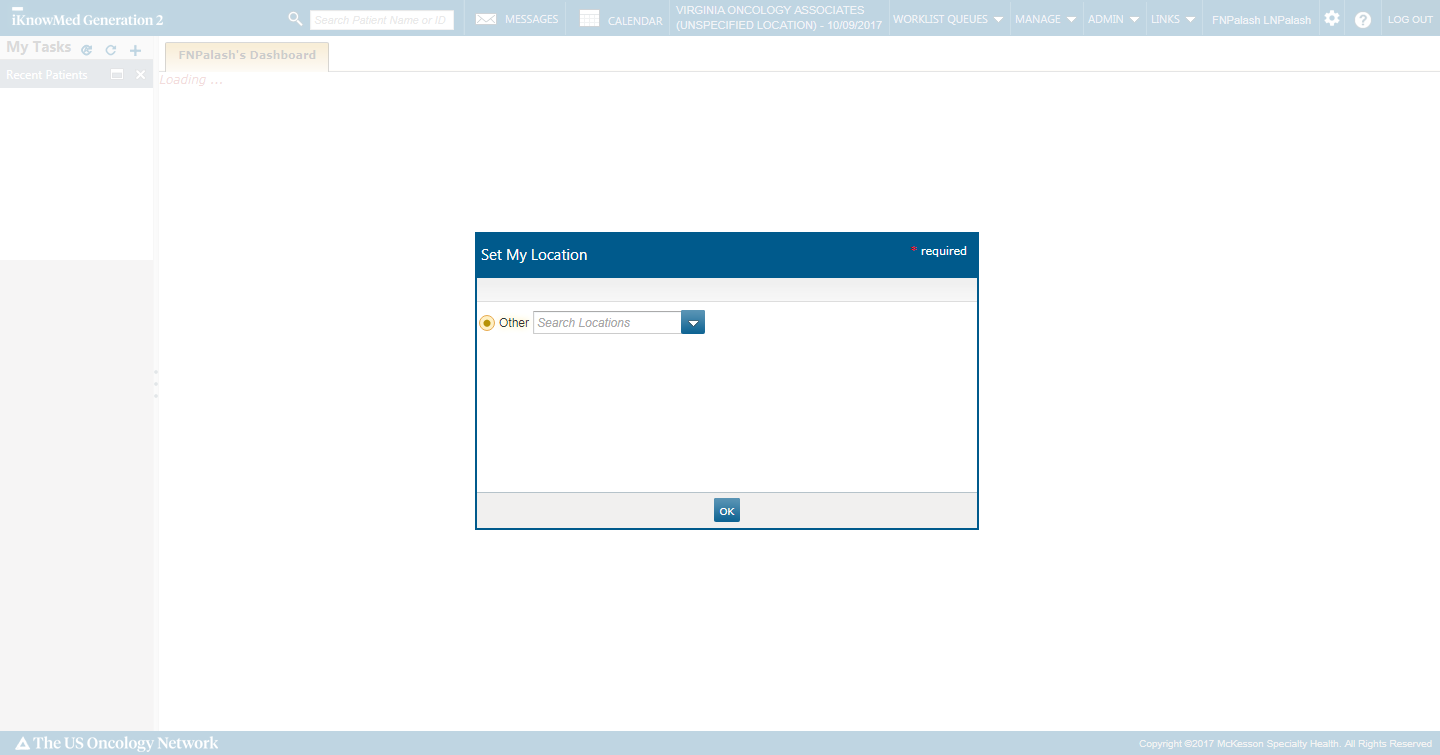 iKnowMed Generation 2
Search Patient Name or ID
MESSAGES
CALENDAR
VIRGINIA ONCOLOGY ASSOCIATES
(UNSPECIFIED LOCATION) - 10/09/2017
WORKLIST QUEUES
MANAGE
ADMIN
LINKS
FNPalash LNPalash
LOG OUT
My Tasks
FNPalash's Dashboard
Recent Patients
Loading ...
Set My Location
* required
Other
Search Locations
OK
The US Oncology Network
Copyright ©2017 McKesson Specialty Health. All Rights Reserved